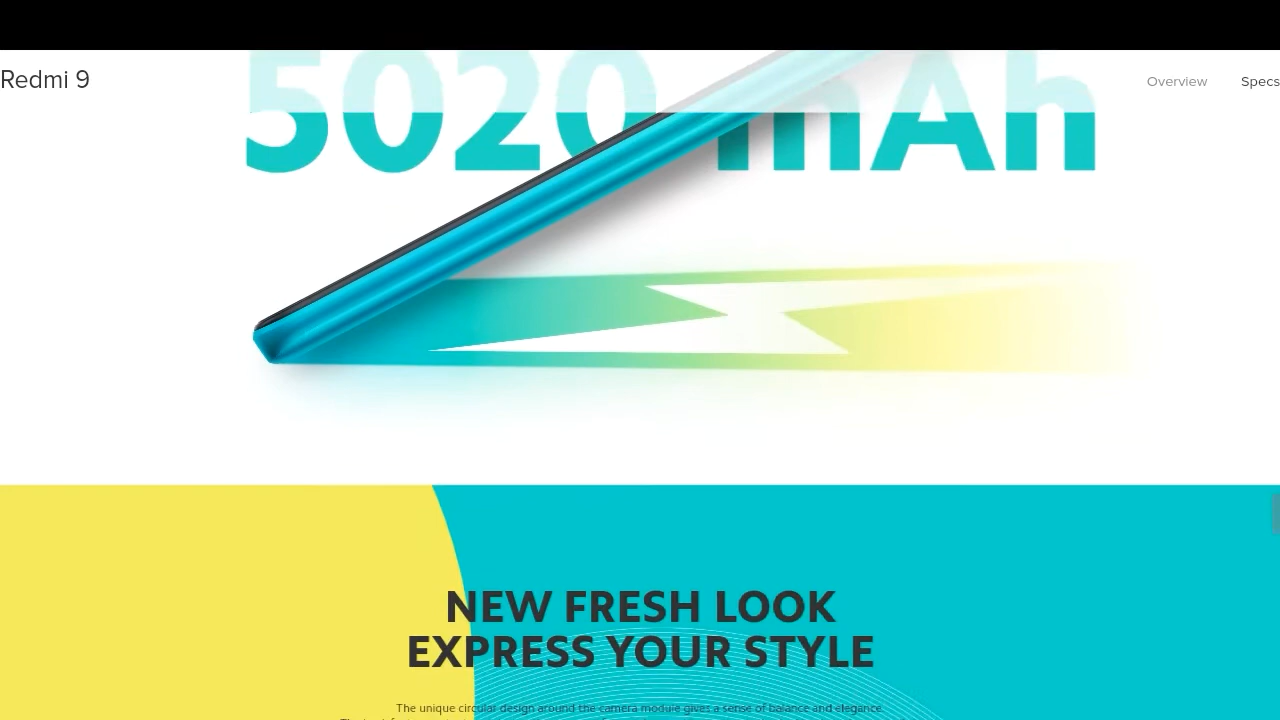 5020 mAh
Redmi 9
Overview
Specs
NEW FRESH LOOK
EXPRESS YOUR STYLE
The unique circular design around the camera module gives a sense of balance and elegance.